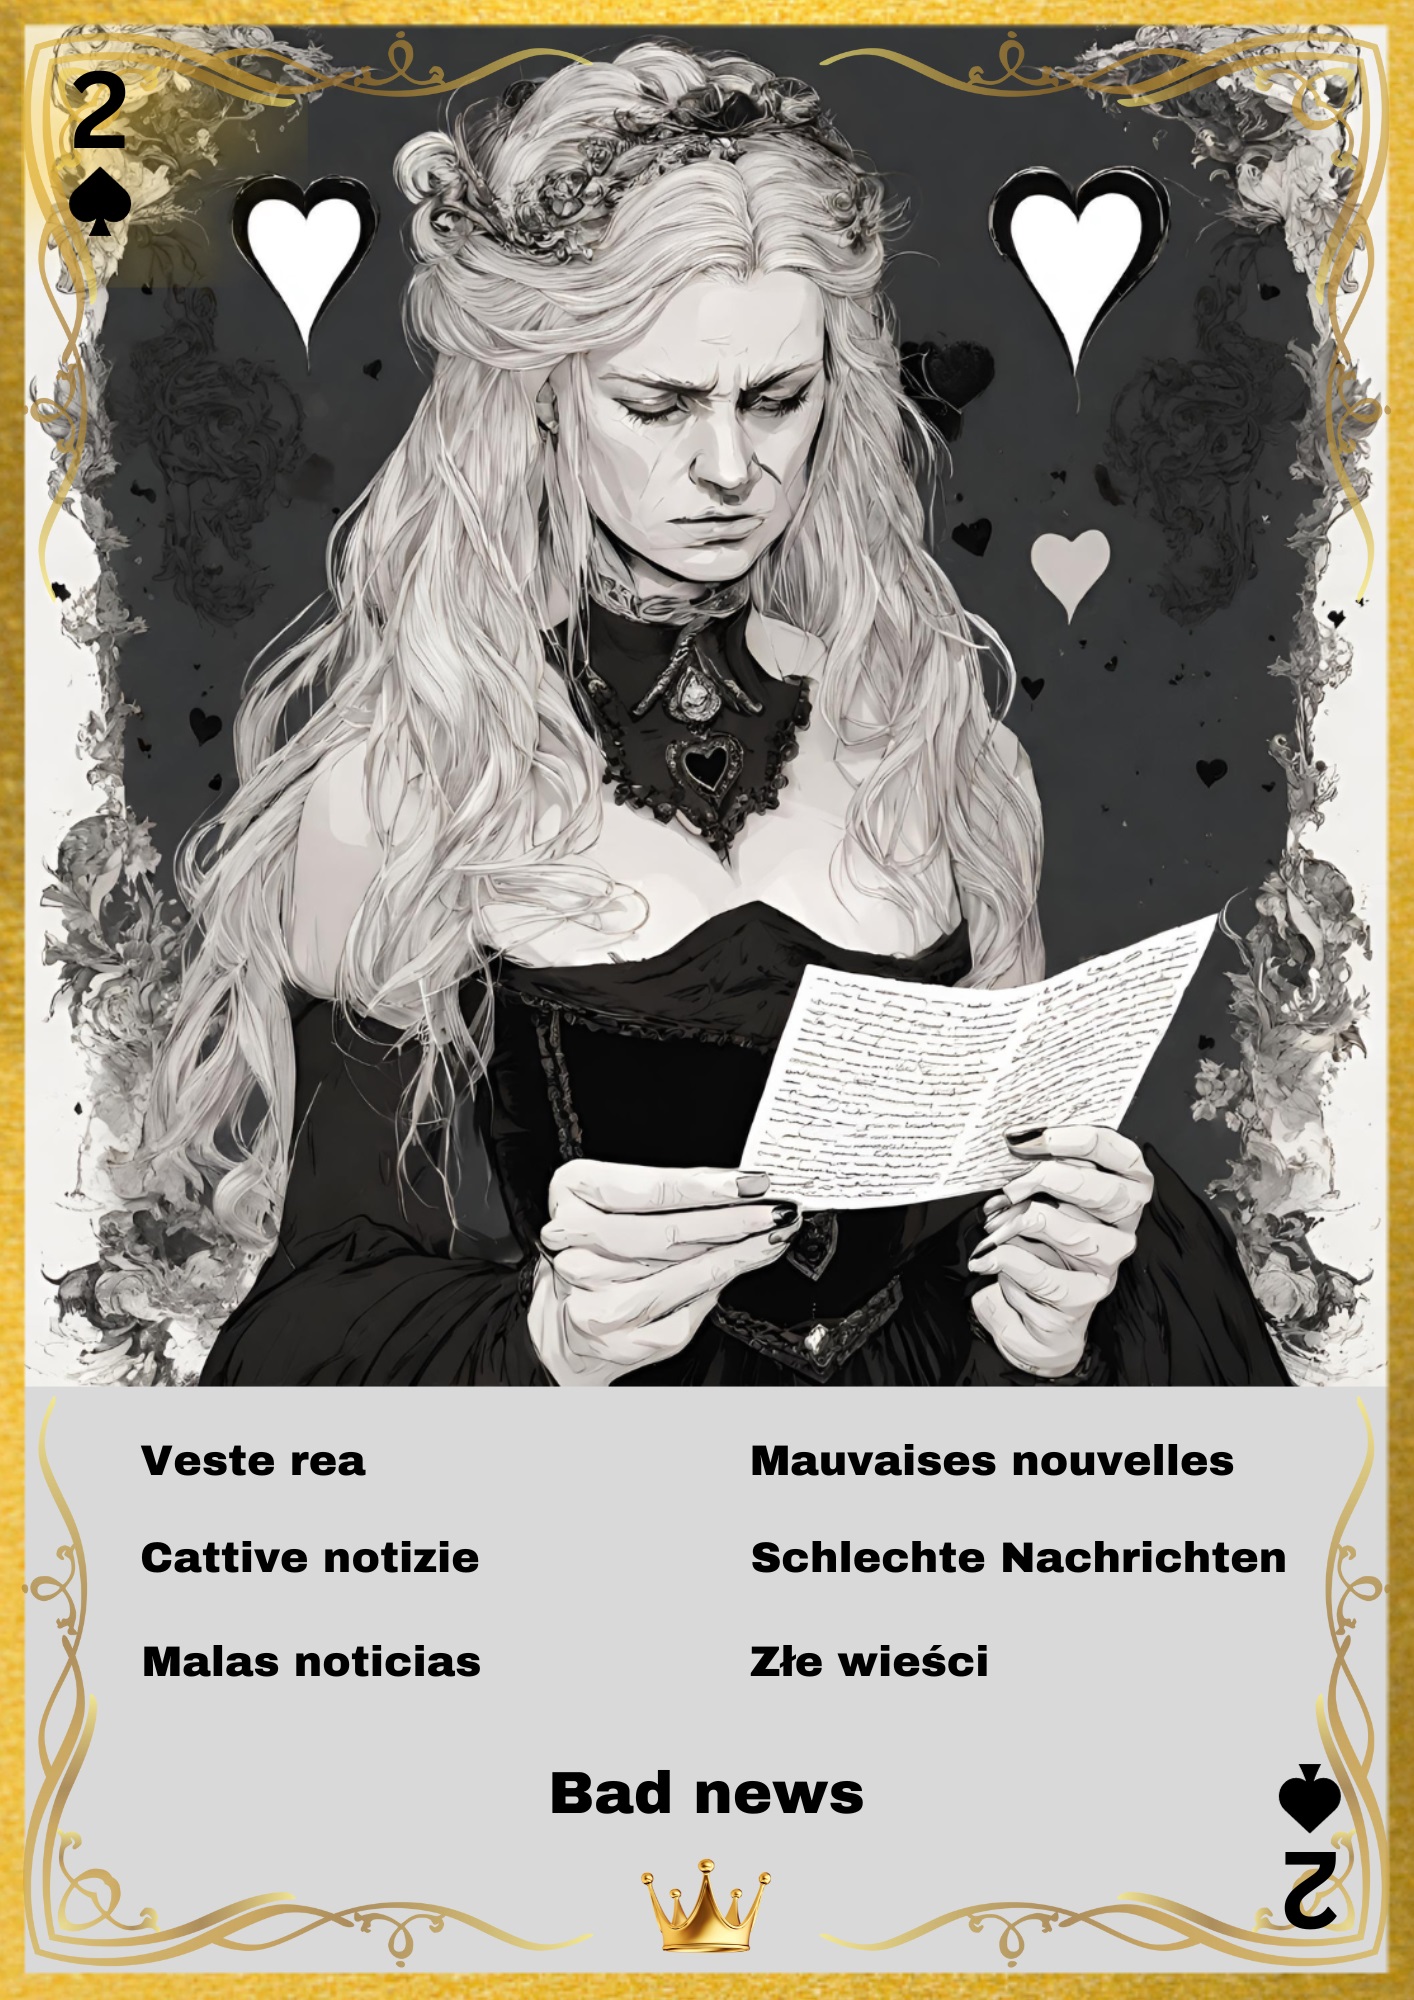 2
Veste rea
Mauvaises nouvelles
Cattive notizie
Schlechte Nachrichten
Malas noticias
Złe wieści
Bad news
2